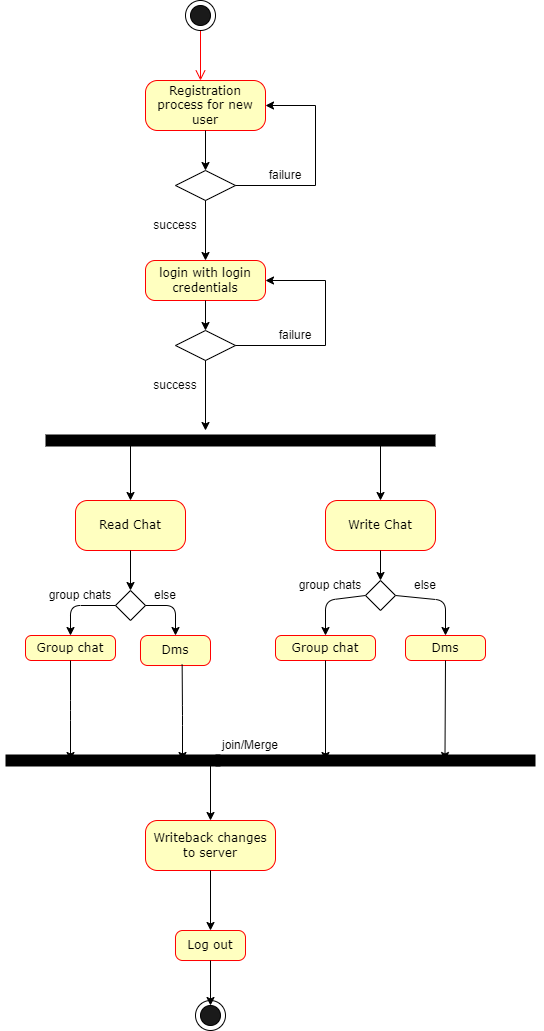 Registration
process for new
user
failure
success
login with login
credentials
failure
success
Read Chat
Write Chat
group chats
else
group chats
else
Group chat
Dms
Group chat
Dms
join/Merge
Writeback changes
to server
Log out